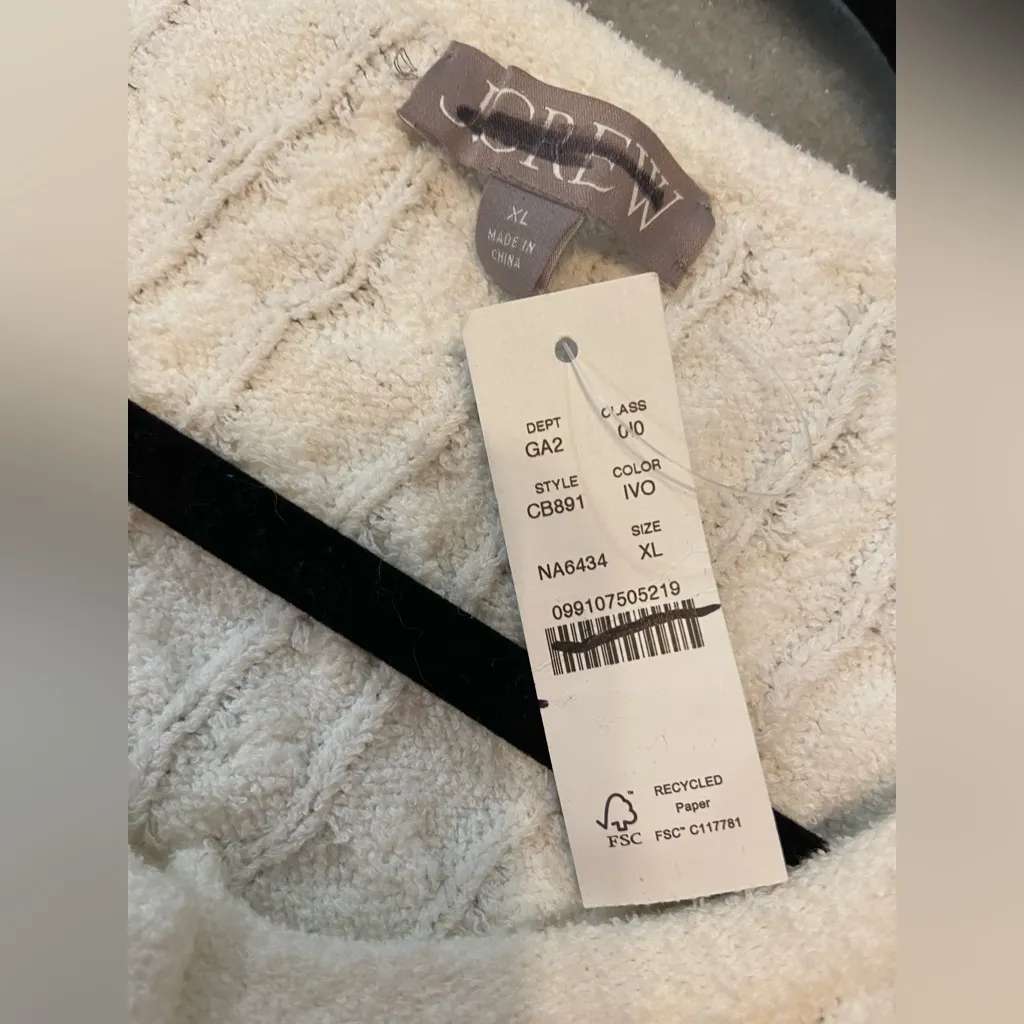 J.CREW
XL
MADE IN
CHINA
DEPT CLASS
GA2 010
STYLE COLOR
CB891 IVO
SIZE
NA6434 XL
099107505219
RECYCLED
Paper
FSC™ C117781
™
FSC